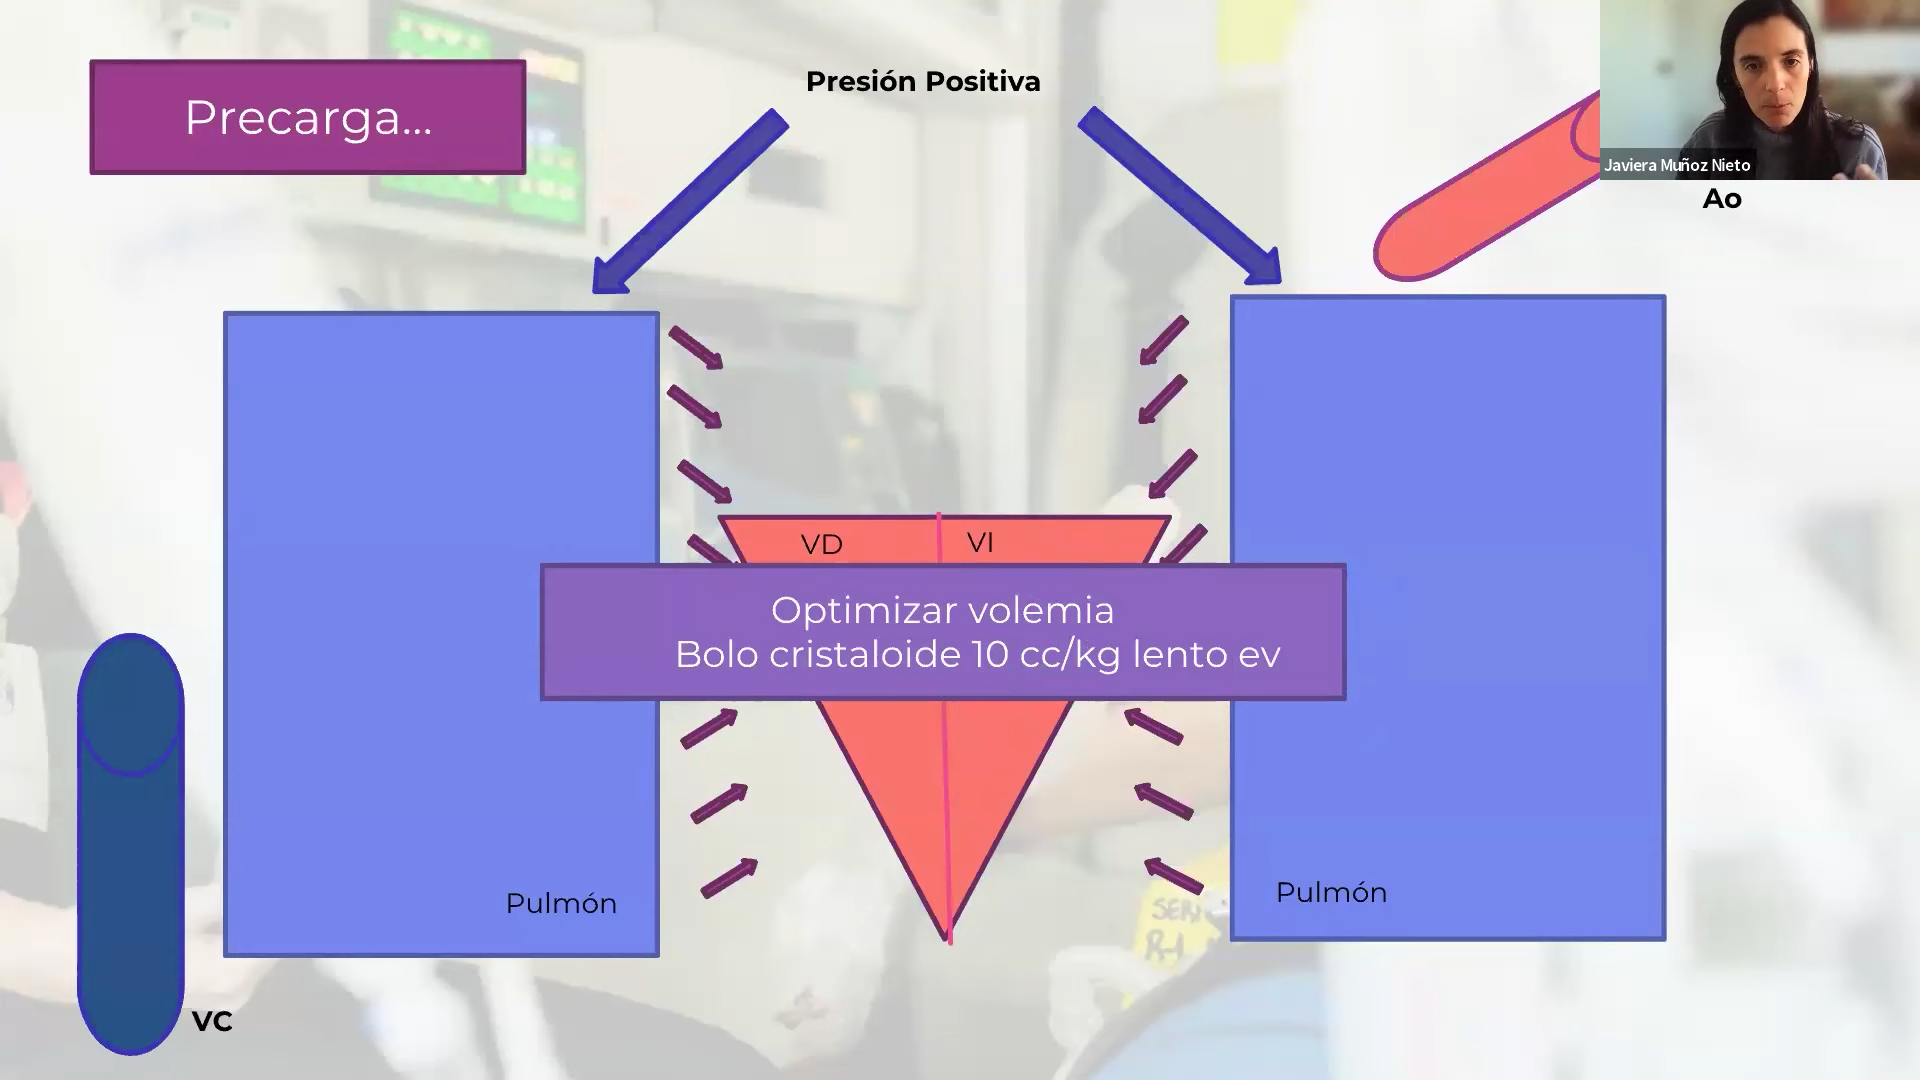 Precarga...
Presión Positiva
Javiera Muñoz Nieto
Ao
VD
VI
Optimizar volemia
Bolo cristaloide 10 cc/kg lento ev
Pulmón
Pulmón
VC